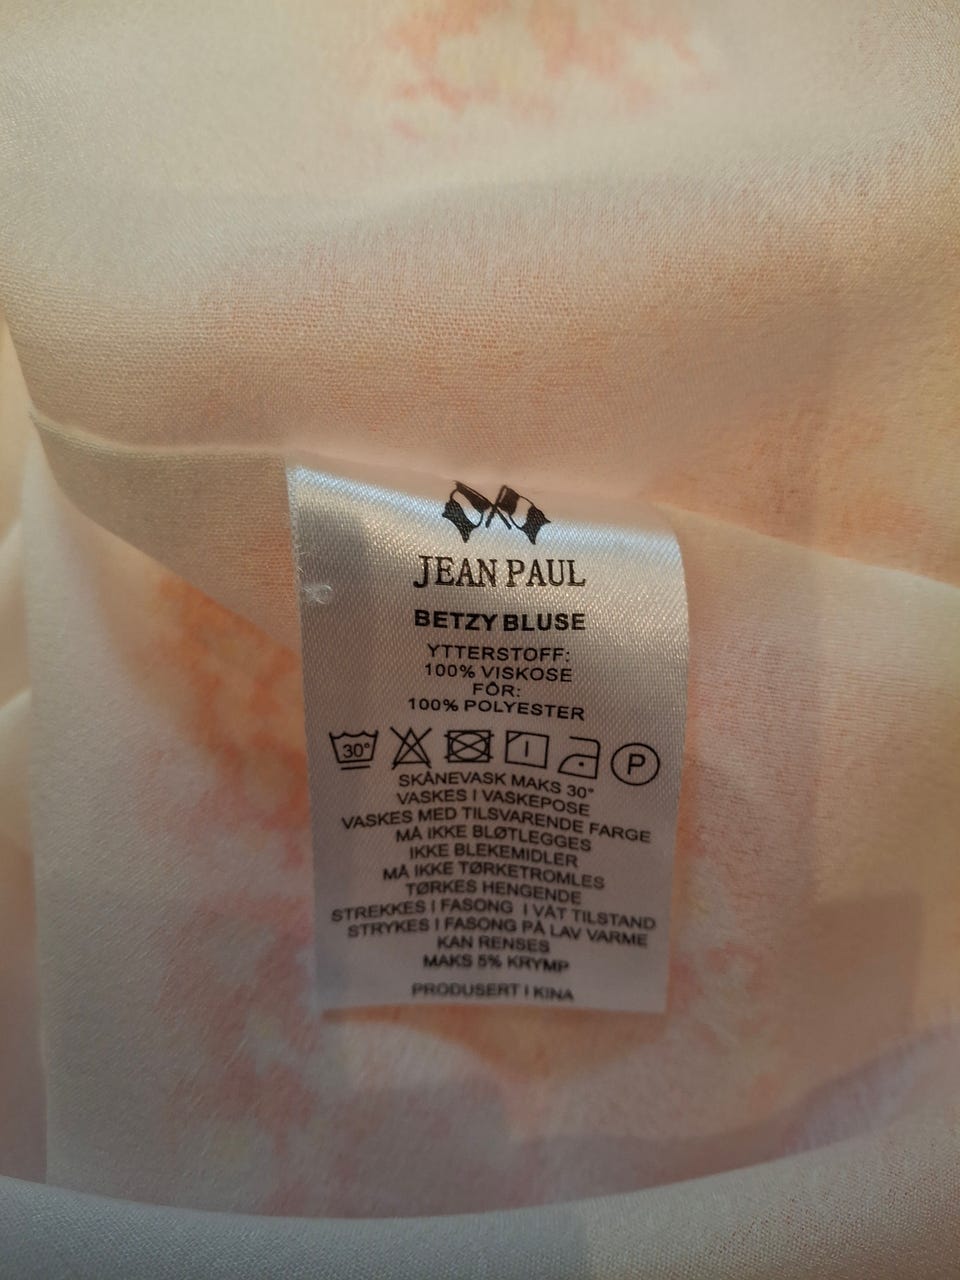 JEAN PAUL
BETZY BLUSE
YTTERSTOFF:
100% VISKOSE
FÔR:
100% POLYESTER
30° P
SKÅNEVASK MAKS 30°
VASKES I VASKEPOSE
VASKES MED TILSVARENDE FARGE
MÅ IKKE BLØTLEGGES
IKKE BLEKEMIDLER
MÅ IKKE TØRKETROMLES
TØRKES HENGENDE
STREKKES I FASONG I VÅT TILSTAND
STRYKES I FASONG PÅ LAV VARME
KAN RENSES
MAKS 5% KRYMP
PRODUSERT I KINA